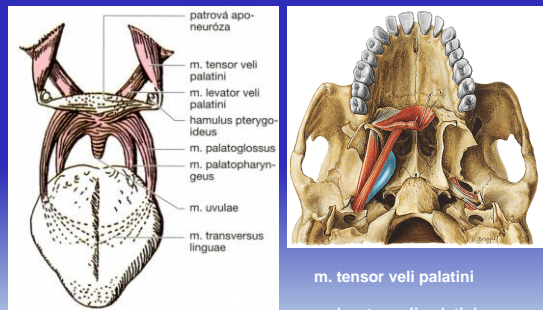 patrová apo-
neuróza
m. tensor veli
palatini
m. levator veli
palatini
hamulus pterygo-
ideus
m. palatoglossus
m. palatopharyn-
geus
m. uvulae
m. transversus
linguae
m. tensor veli palatini